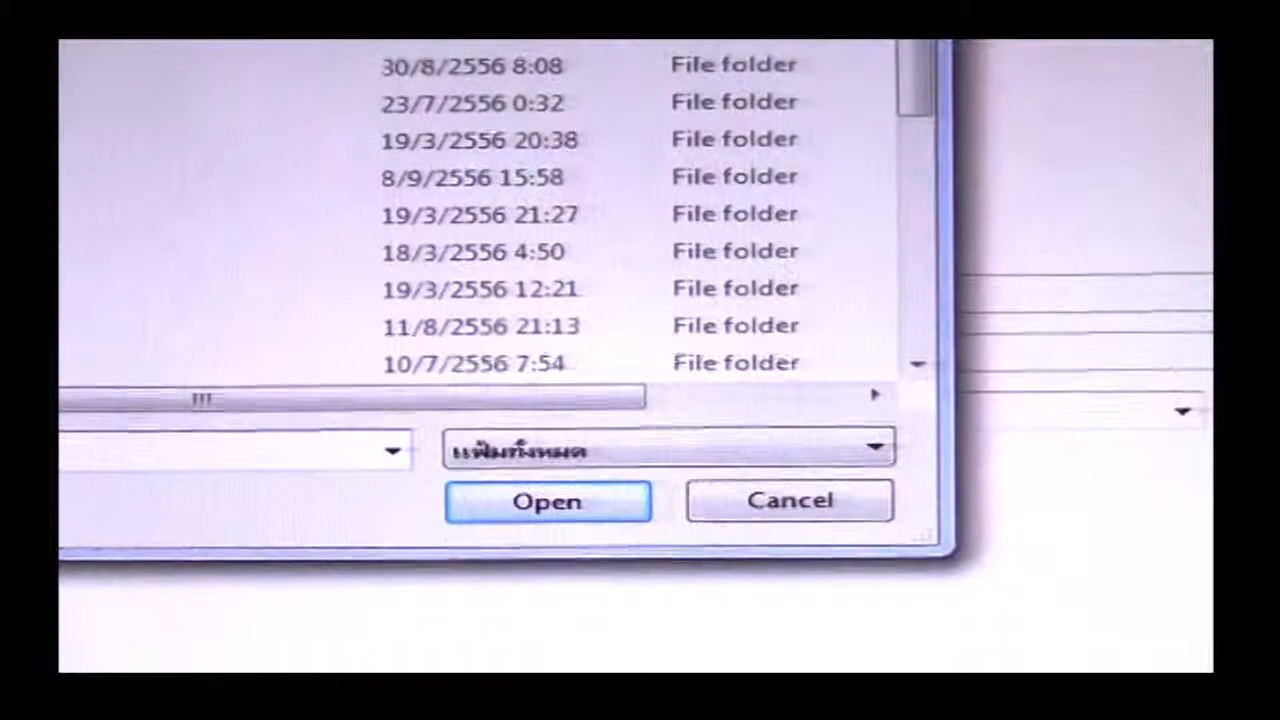 30/8/2556 8:08 File folder
23/7/2556 0:32 File folder
19/3/2556 20:38 File folder
8/9/2556 15:58 File folder
19/3/2556 21:27 File folder
18/3/2556 4:50 File folder
19/3/2556 12:21 File folder
11/8/2556 21:13 File folder
10/7/2556 7:54 File folder
แฟ้มทั้งหมด
Open Cancel